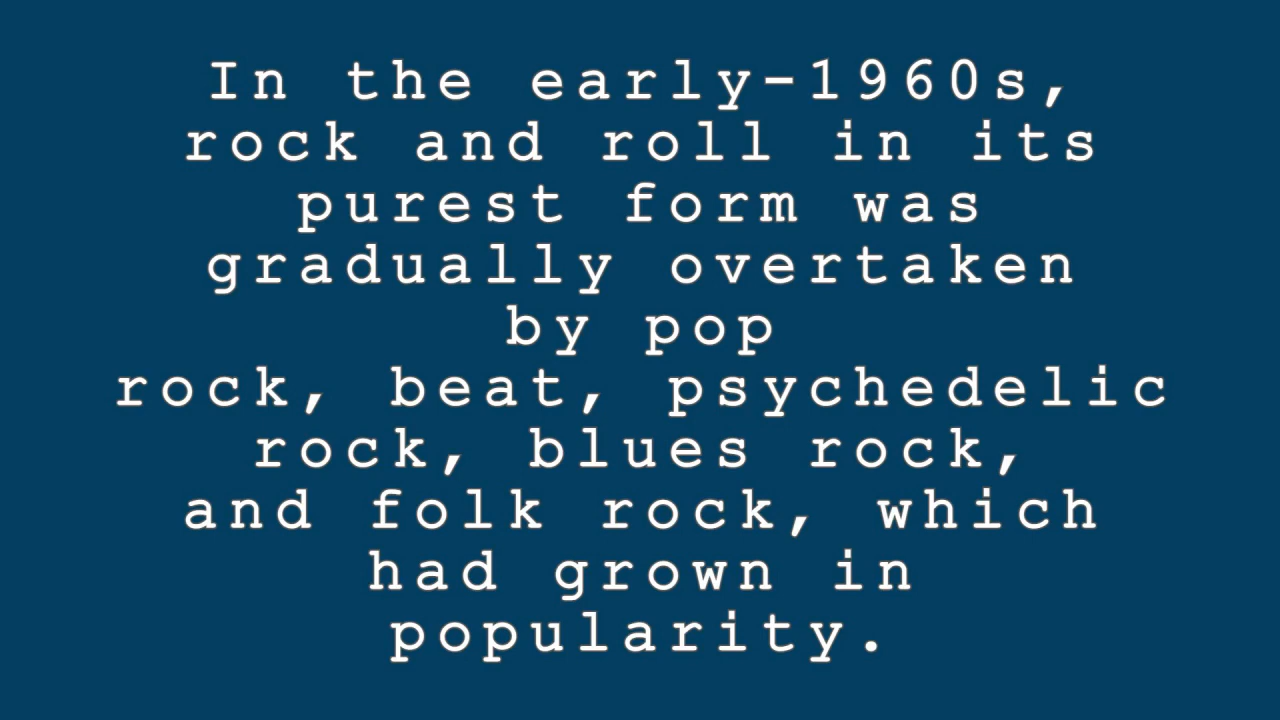 In the early-1960s,
rock and roll in its
purest form was
gradually overtaken
by pop
rock, beat, psychedelic
rock, blues rock,
and folk rock, which
had grown in
popularity.